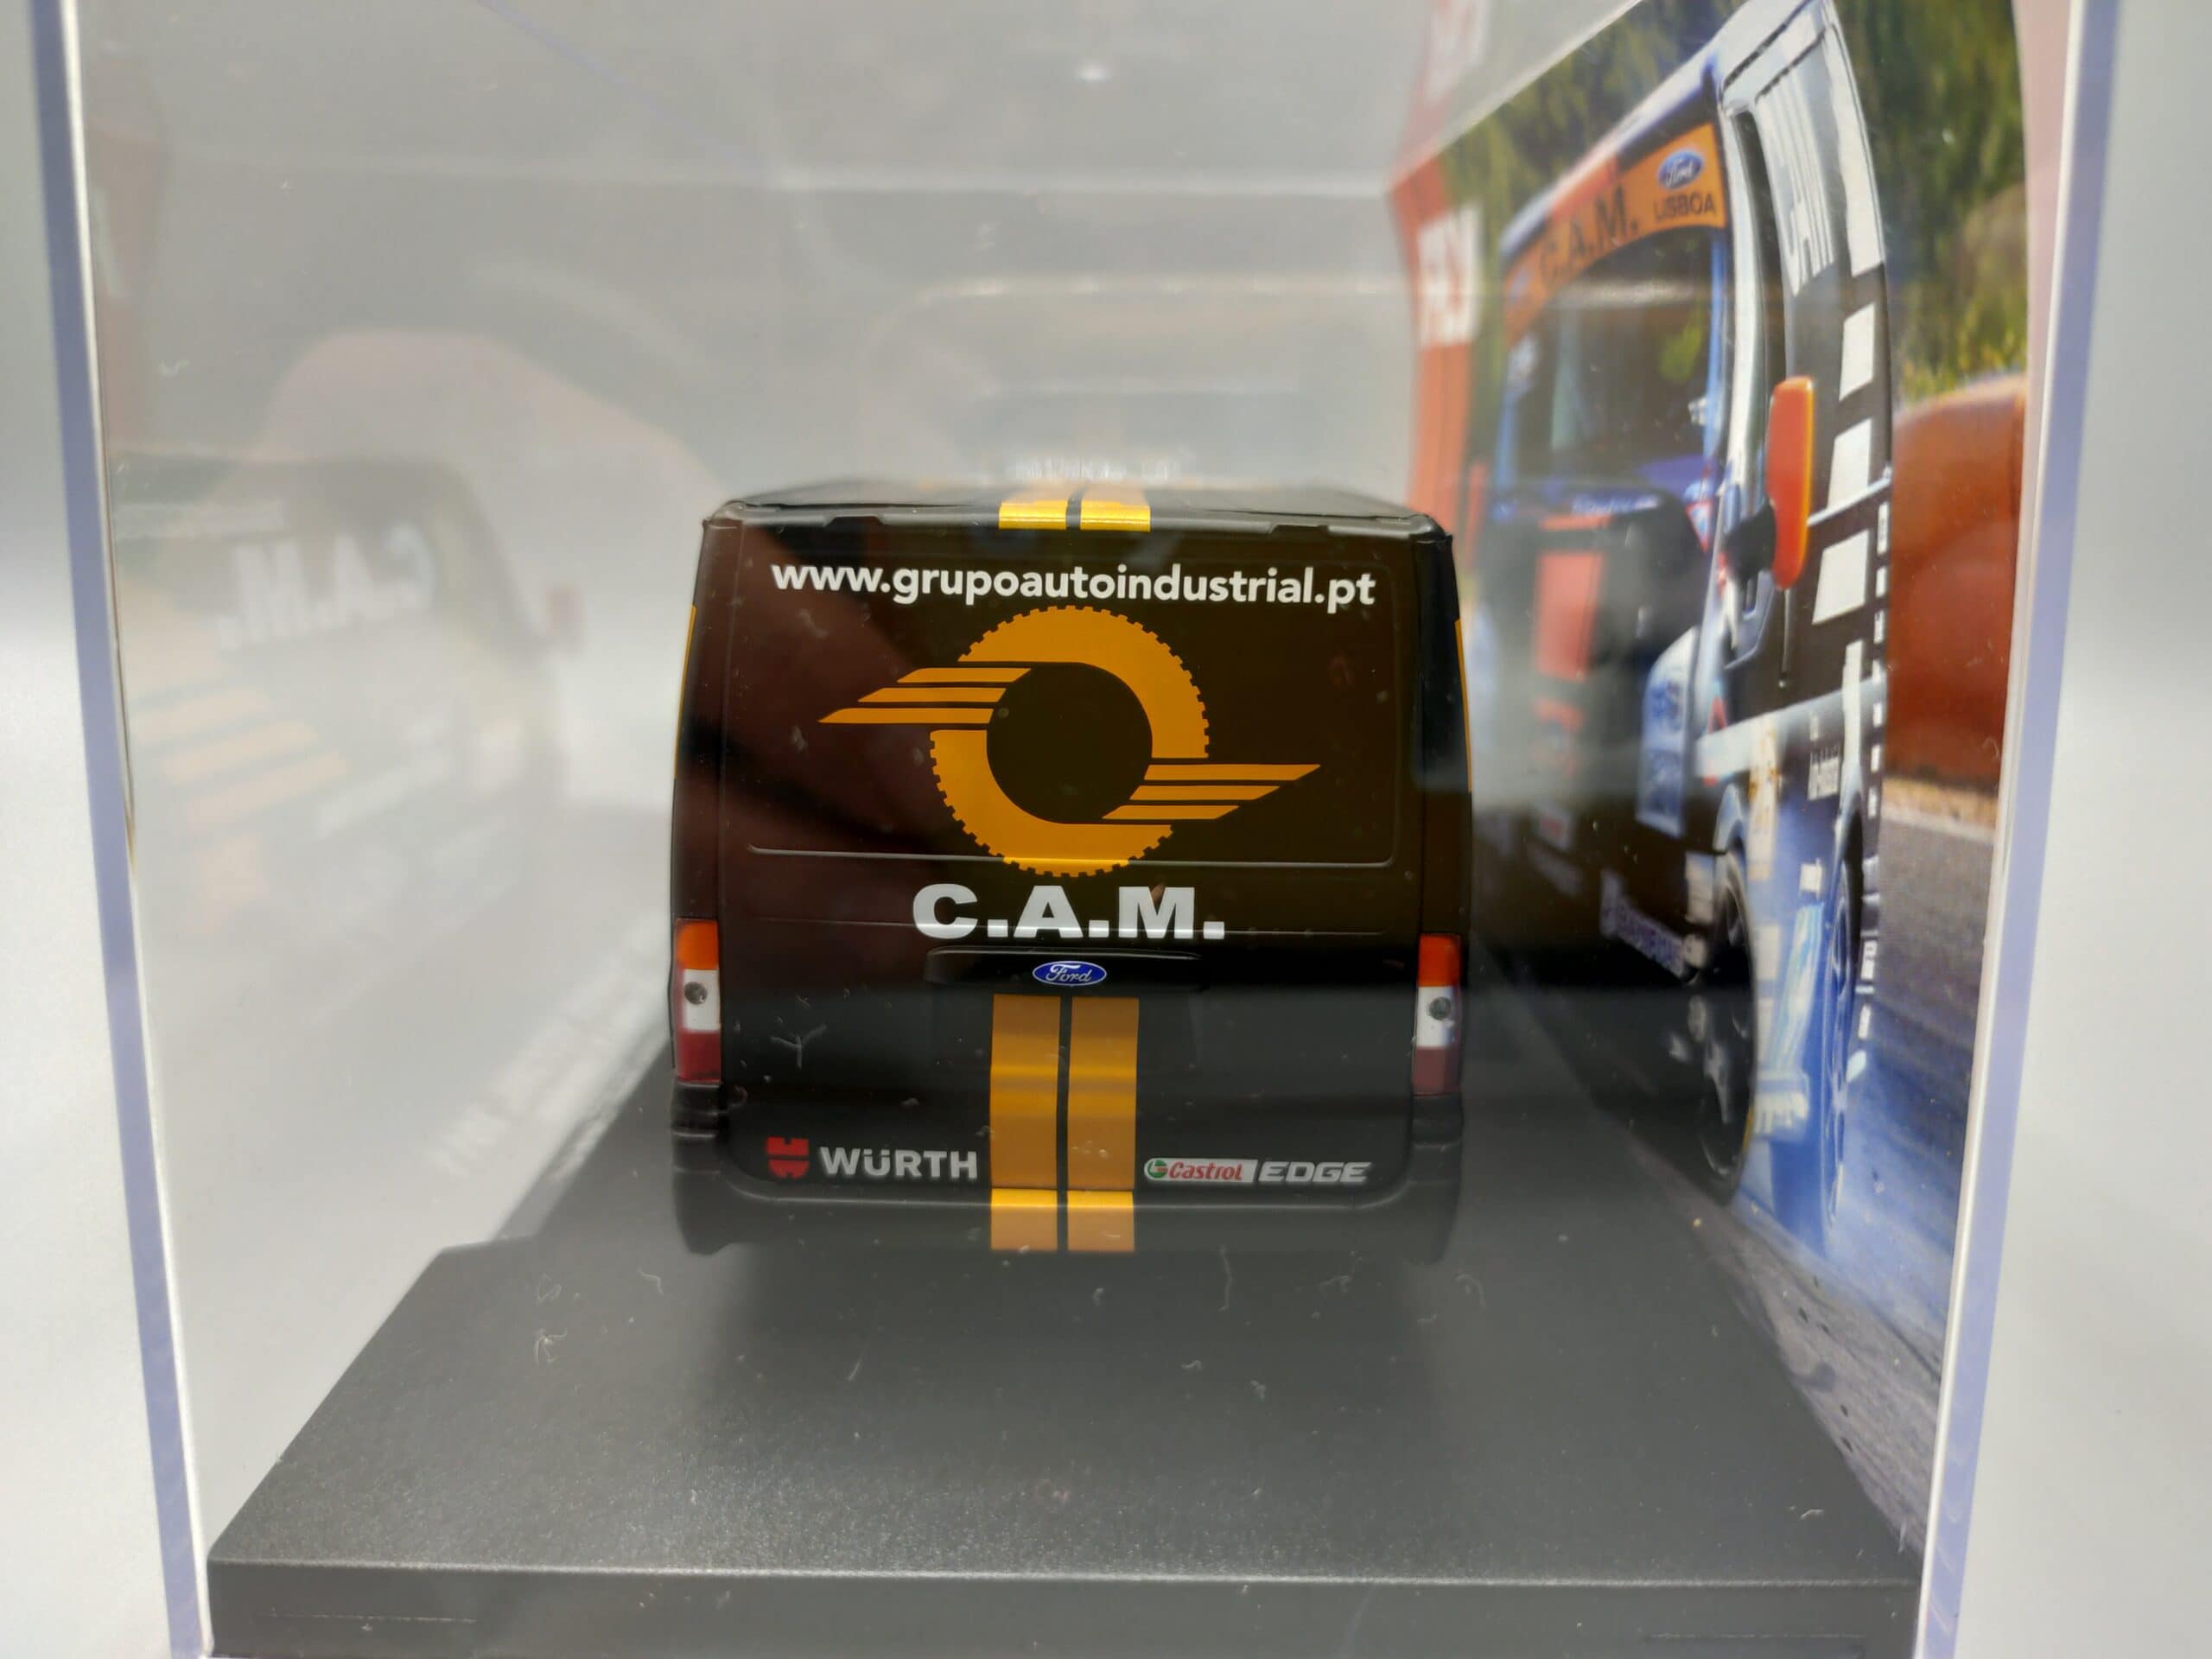 www.grupoautoindustrial.pt
C.A.M.
Ford
WÜRTH
Castrol EDGE
Ford
C.A.M. LISBOA
C.A.M.